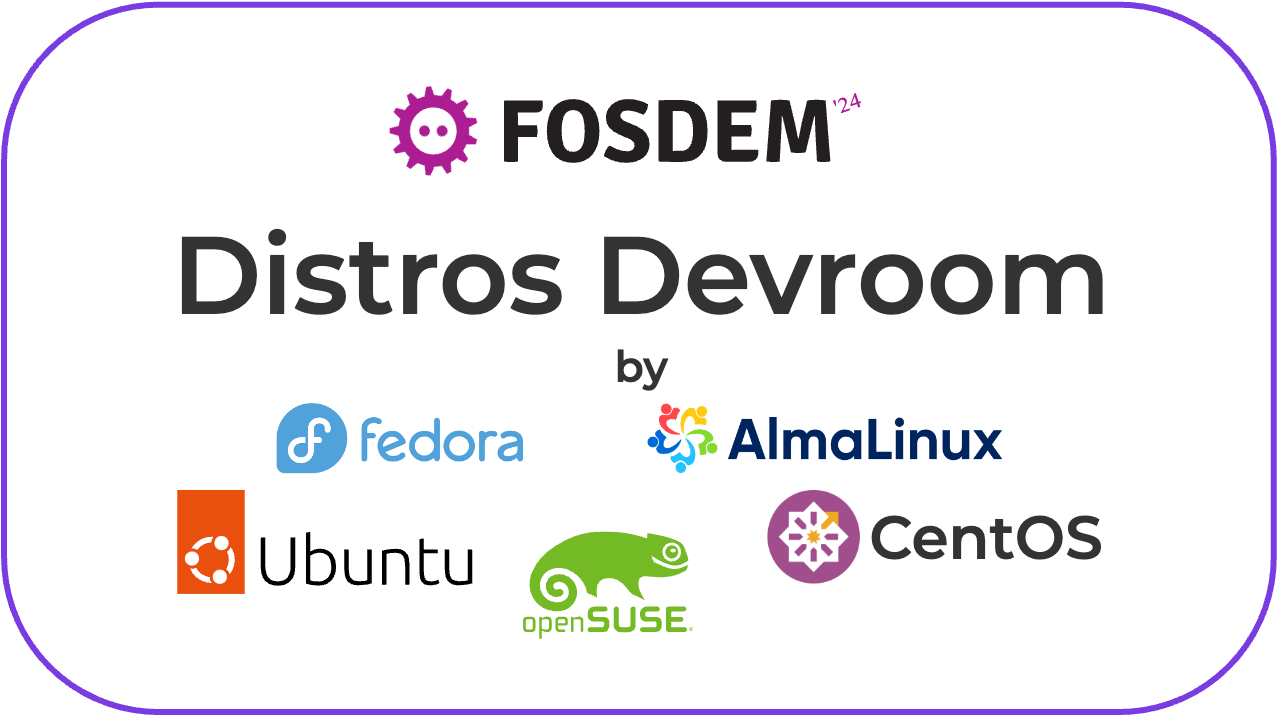 FOSDEM '24
Distros Devroom
by
fedora
AlmaLinux
Ubuntu
openSUSE
CentOS